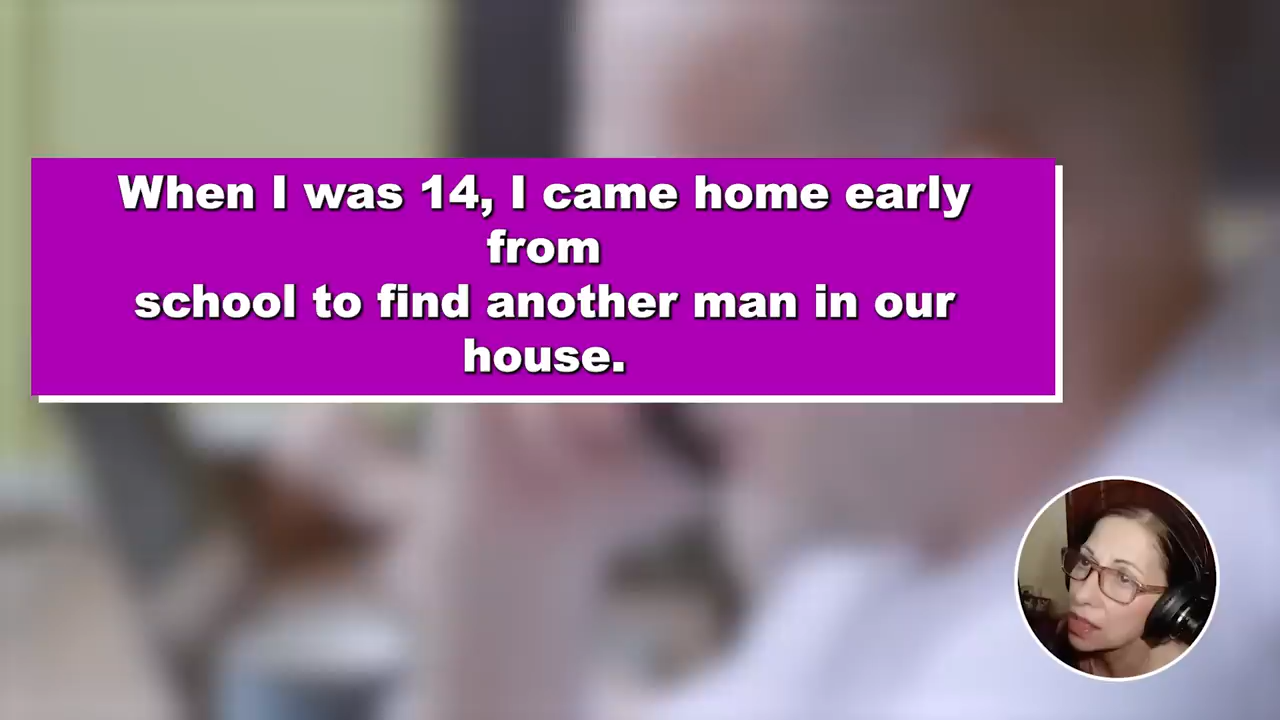 When I was 14, I came home early
from
school to find another man in our
house.